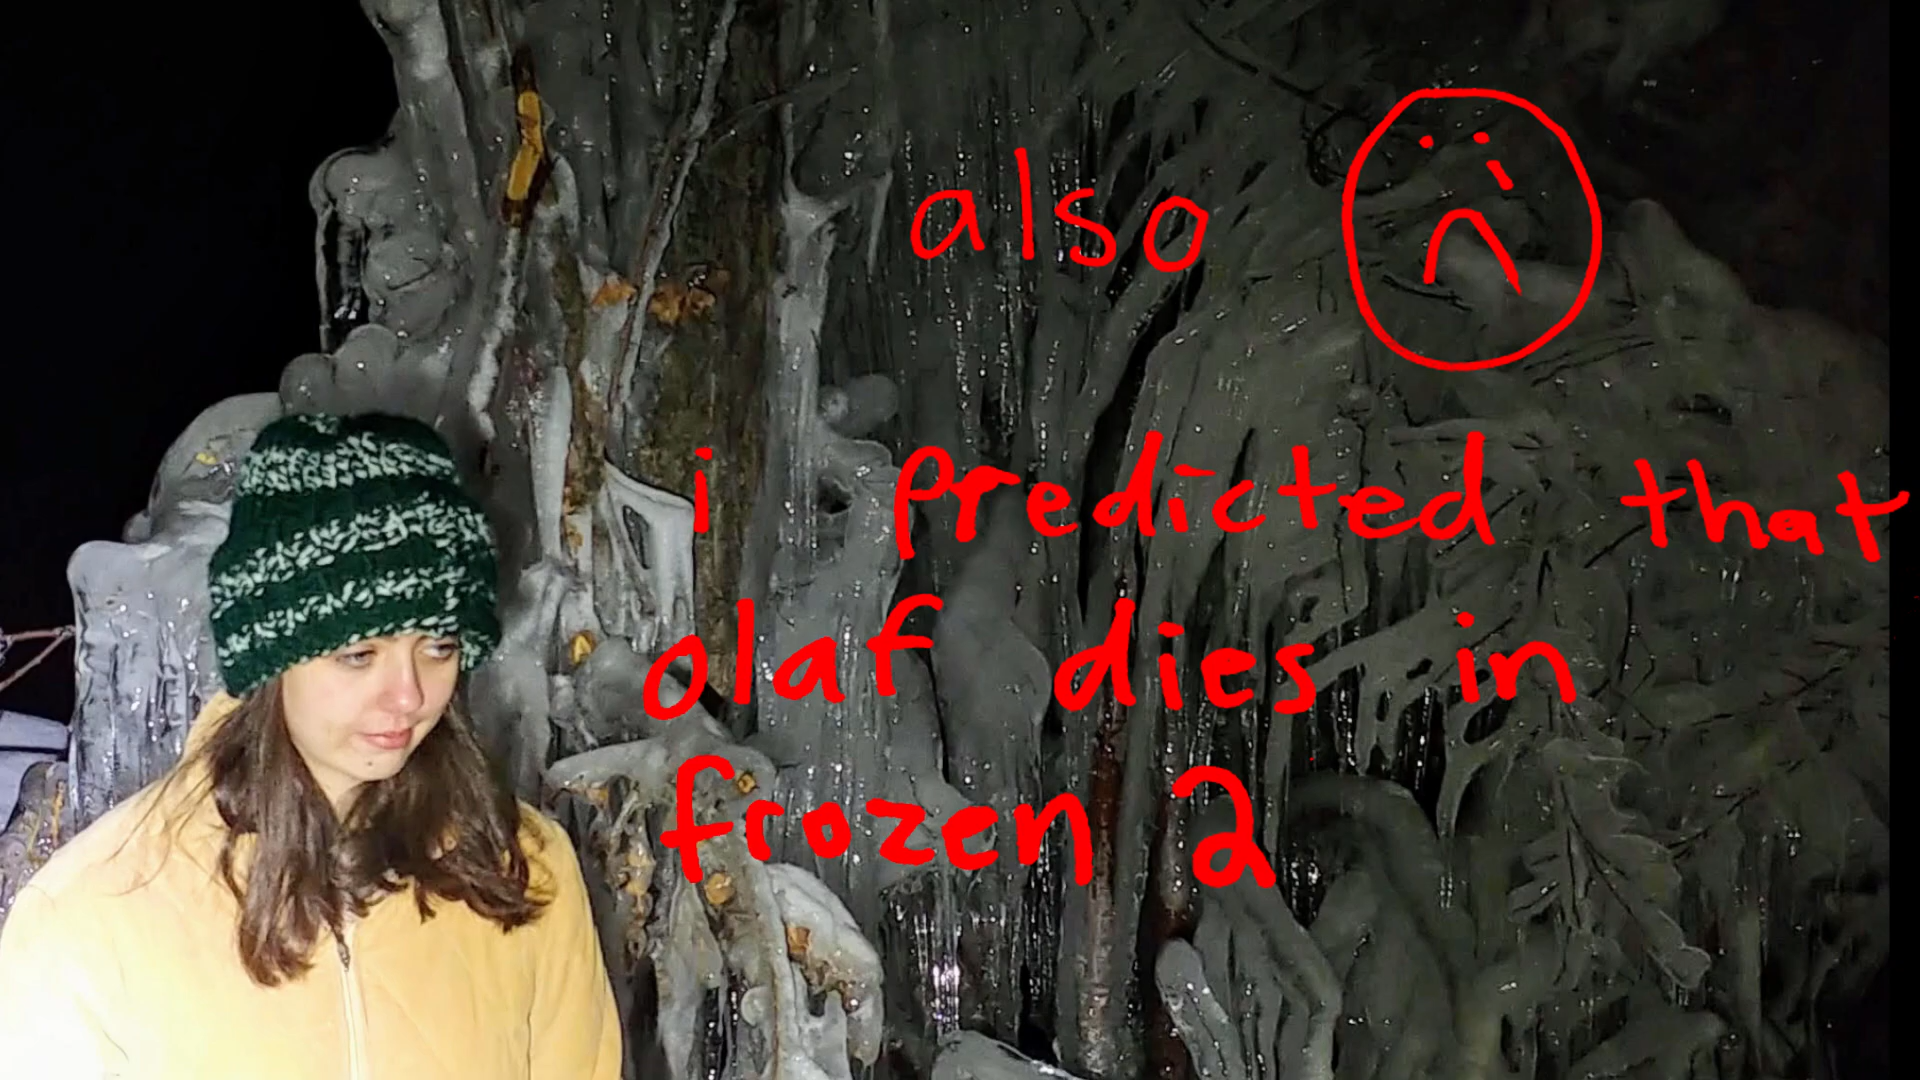 also
i predicted that
olaf dies in
frozen 2